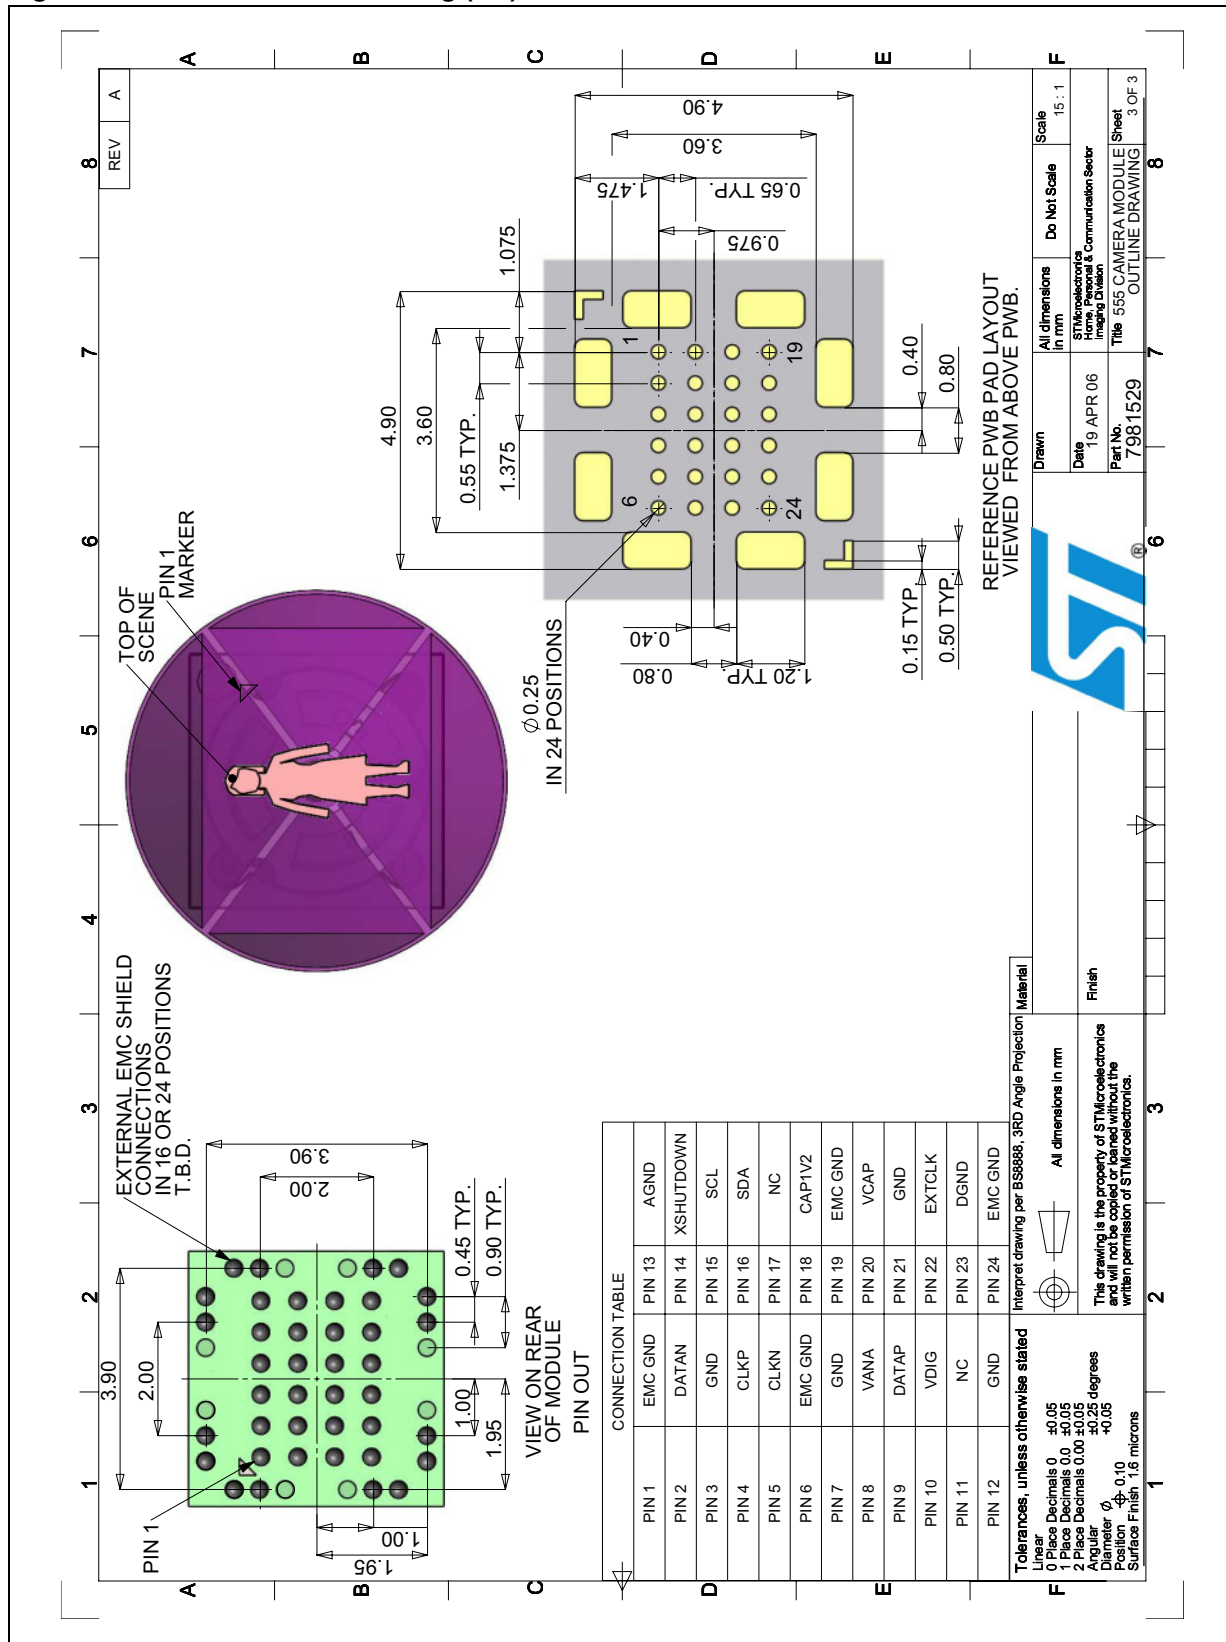 A
B
C
D
E
F
REV
A
8
7
6
5
4
3
2
1
EXTERNAL EMC SHIELD
CONNECTIONS
IN 16 OR 24 POSITIONS
T.B.D.
TOP OF
SCENE
PIN 1
MARKER
PIN 1
3.90
2.00
3.90
2.00
0.45 TYP.
0.90 TYP.
1.00
1.95
1.00
1.95
VIEW ON REAR
OF MODULE
PIN OUT
4.90
3.60
0.55 TYP.
1.375
1.075
4.90
3.60
1.475
0.65 TYP.
0.975
1
19
6
24
0.40
0.80
0.15 TYP.
0.50 TYP.
0.40
0.80
1.20 TYP.
Ø 0.25
IN 24 POSITIONS
REFERENCE PWB PAD LAYOUT
VIEWED FROM ABOVE PWB.
CONNECTION TABLE
PIN 1 EMC GND PIN 13 AGND
PIN 2 DATAN PIN 14 XSHUTDOWN
PIN 3 GND PIN 15 SCL
PIN 4 CLKP PIN 16 SDA
PIN 5 CLKN PIN 17 NC
PIN 6 EMC GND PIN 18 CAP1V2
PIN 7 GND PIN 19 EMC GND
PIN 8 VANA PIN 20 VCAP
PIN 9 DATAP PIN 21 GND
PIN 10 VDIG PIN 22 EXTCLK
PIN 11 NC PIN 23 DGND
PIN 12 GND PIN 24 EMC GND
Tolerances, unless otherwise stated
Linear
0 Place Decimals 0 ±0.05
1 Place Decimals 0.0 ±0.05
2 Place Decimals 0.00 ±0.05
Angular ±0.25 degrees
Diameter Ø +0.05
Position ⌖ 0.10
Surface Finish 1.6 microns
Interpret drawing per BS8888, 3RD Angle Projection
All dimensions in mm
This drawing is the property of STMicroelectronics
and will not be copied or loaned without the
written permission of STMicroelectronics.
Material
Finish
ST
®
Drawn
Date
19 APR 06
Part No.
7981529
All dimensions
in mm
Do Not Scale
Scale
15 : 1
STMicroelectronics
Home, Personal & Communication Sector
Imaging Division
Title 555 CAMERA MODULE
OUTLINE DRAWING
Sheet
3 OF 3
1
2
3
6
7
8
A
B
C
D
E
F